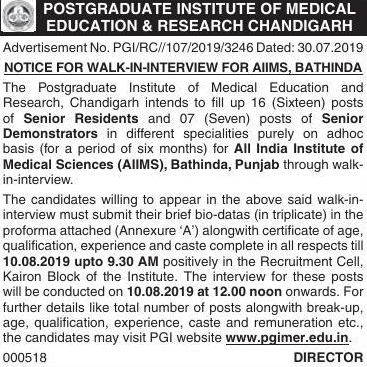 POSTGRADUATE INSTITUTE OF MEDICAL
EDUCATION & RESEARCH CHANDIGARH
Advertisement No. PGI/RC//107/2019/3246 Dated: 30.07.2019
NOTICE FOR WALK-IN-INTERVIEW FOR AIIMS, BATHINDA
The Postgraduate Institute of Medical Education and
Research, Chandigarh intends to fill up 16 (Sixteen) posts
of Senior Residents and 07 (Seven) posts of Senior
Demonstrators in different specialities purely on adhoc
basis (for a period of six months) for All India Institute of
Medical Sciences (AIIMS), Bathinda, Punjab through walk-
in-interview.
The candidates willing to appear in the above said walk-in-
interview must submit their brief bio-datas (in triplicate) in the
proforma attached (Annexure ‘A’) alongwith certificate of age,
qualification, experience and caste complete in all respects till
10.08.2019 upto 9.30 AM positively in the Recruitment Cell,
Kairon Block of the Institute. The interview for these posts
will be conducted on 10.08.2019 at 12.00 noon onwards. For
further details like total number of posts alongwith break-up,
age, qualification, experience, caste and remuneration etc.,
the candidates may visit PGI website www.pgimer.edu.in.
000518 DIRECTOR